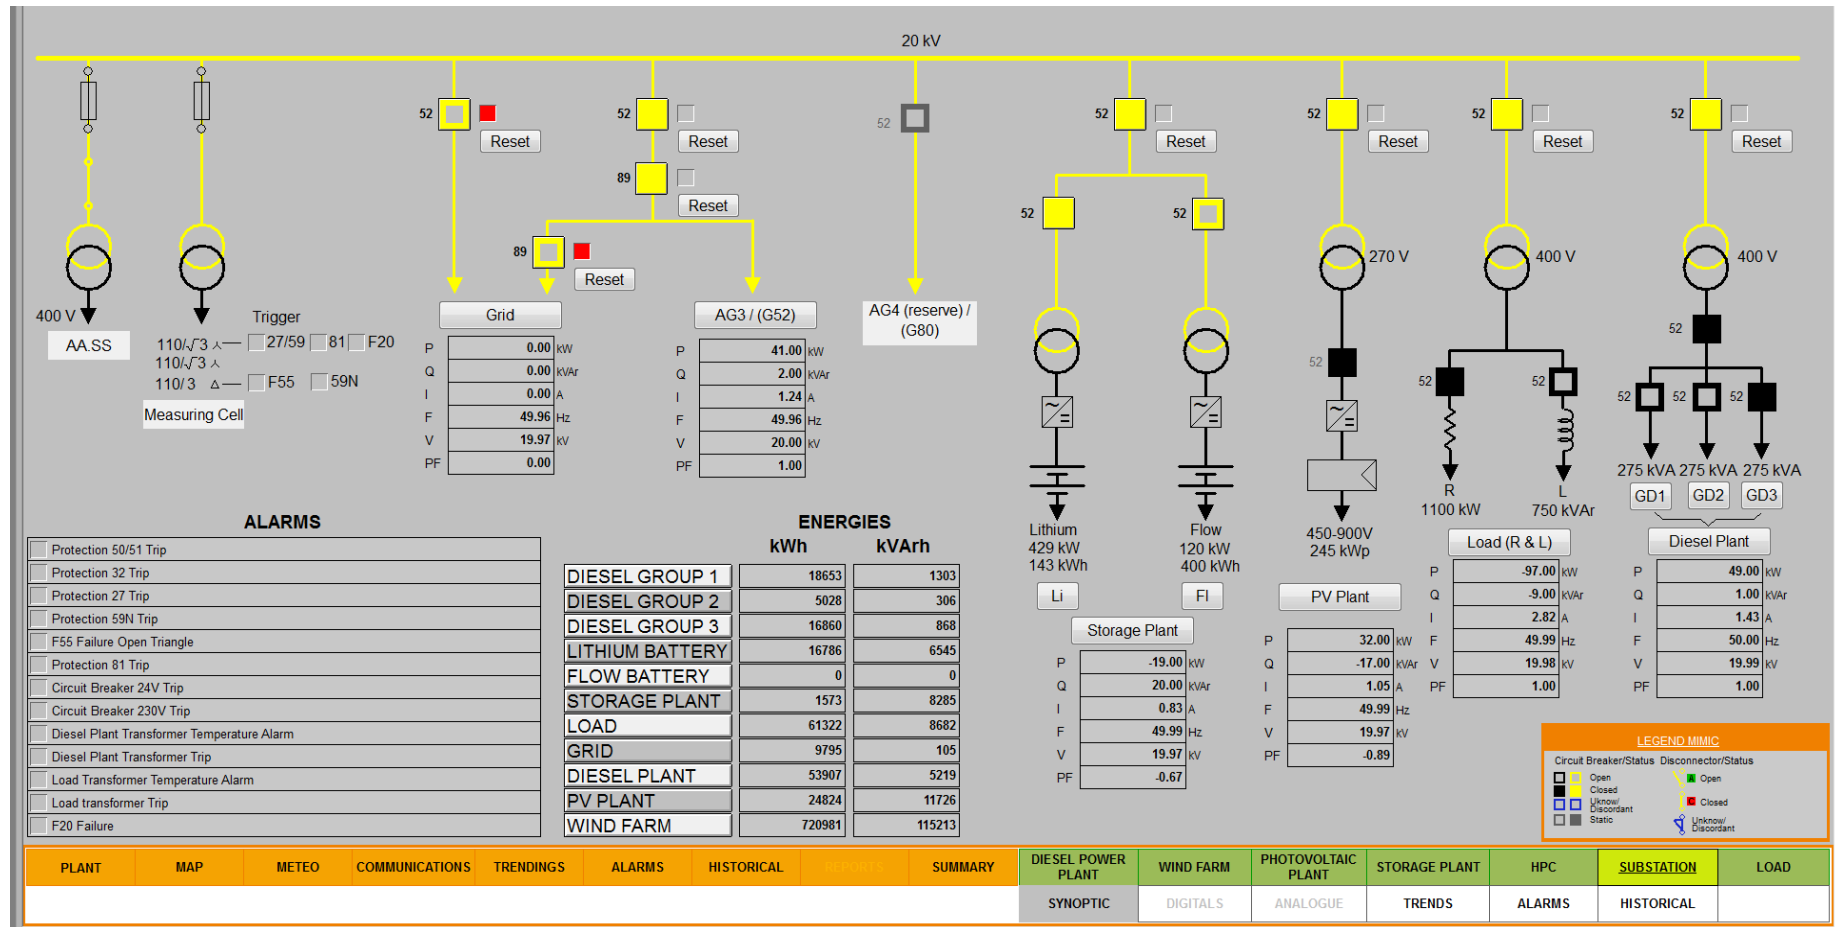 20 kV
52
Reset
52
Reset
89
Reset
89
Reset
52
52
Reset
52
52
52
Reset
52
Reset
52
Reset
270 V
400 V
400 V
400 V
AA.SS
Trigger
110/√3 27/59 81 F20
110/√3
110/3 F55 59N
Measuring Cell
Grid
P 0.00 kW
Q 0.00 kVAr
I 0.00 A
F 49.96 Hz
V 19.97 kV
PF 0.00
AG3 / (G52)
P 41.00 kW
Q 2.00 kVAr
I 1.24 A
F 49.96 Hz
V 20.00 kV
PF 1.00
AG4 (reserve) /
(G80)
Lithium
429 kW
143 kWh
Li
Flow
120 kW
400 kWh
Fl
Storage Plant
P -19.00 kW
Q 20.00 kVAr
I 0.83 A
F 49.99 Hz
V 19.97 kV
PF -0.67
52
450-900V
245 kWp
PV Plant
P 32.00 kW
Q -17.00 kVAr
I 1.05 A
F 49.99 Hz
V 19.97 kV
PF -0.89
52
52
R
1100 kW
L
750 kVAr
Load (R & L)
P -97.00 kW
Q -9.00 kVAr
I 2.82 A
F 49.99 Hz
V 19.98 kV
PF 1.00
52
52
52
52
275 kVA 275 kVA 275 kVA
GD1 GD2 GD3
Diesel Plant
P 49.00 kW
Q 1.00 kVAr
I 1.43 A
F 50.00 Hz
V 19.99 kV
PF 1.00
ALARMS
Protection 50/51 Trip
Protection 32 Trip
Protection 27 Trip
Protection 59N Trip
F55 Failure Open Triangle
Protection 81 Trip
Circuit Breaker 24V Trip
Circuit Breaker 230V Trip
Diesel Plant Transformer Temperature Alarm
Diesel Plant Transformer Trip
Load Transformer Temperature Alarm
Load transformer Trip
F20 Failure
ENERGIES
kWh kVArh
DIESEL GROUP 1 18653 1303
DIESEL GROUP 2 5028 306
DIESEL GROUP 3 16860 868
LITHIUM BATTERY 16786 6545
FLOW BATTERY 0 0
STORAGE PLANT 1573 8285
LOAD 61322 8682
GRID 9795 105
DIESEL PLANT 53907 5219
PV PLANT 24824 11726
WIND FARM 720981 115213
LEGEND MIMIC
Circuit Breaker/Status Disconnector/Status
Open
Closed
Uknow/
Discordant
Static
A Open
Closed
Unknow/
Discordant
PLANT MAP METEO COMMUNICATIONS TRENDINGS ALARMS HISTORICAL REPORTS SUMMARY
DIESEL POWER
PLANT
WIND FARM
PHOTOVOLTAIC
PLANT
STORAGE PLANT HPC SUBSTATION LOAD
SYNOPTIC DIGITALS ANALOGUE TRENDS ALARMS HISTORICAL